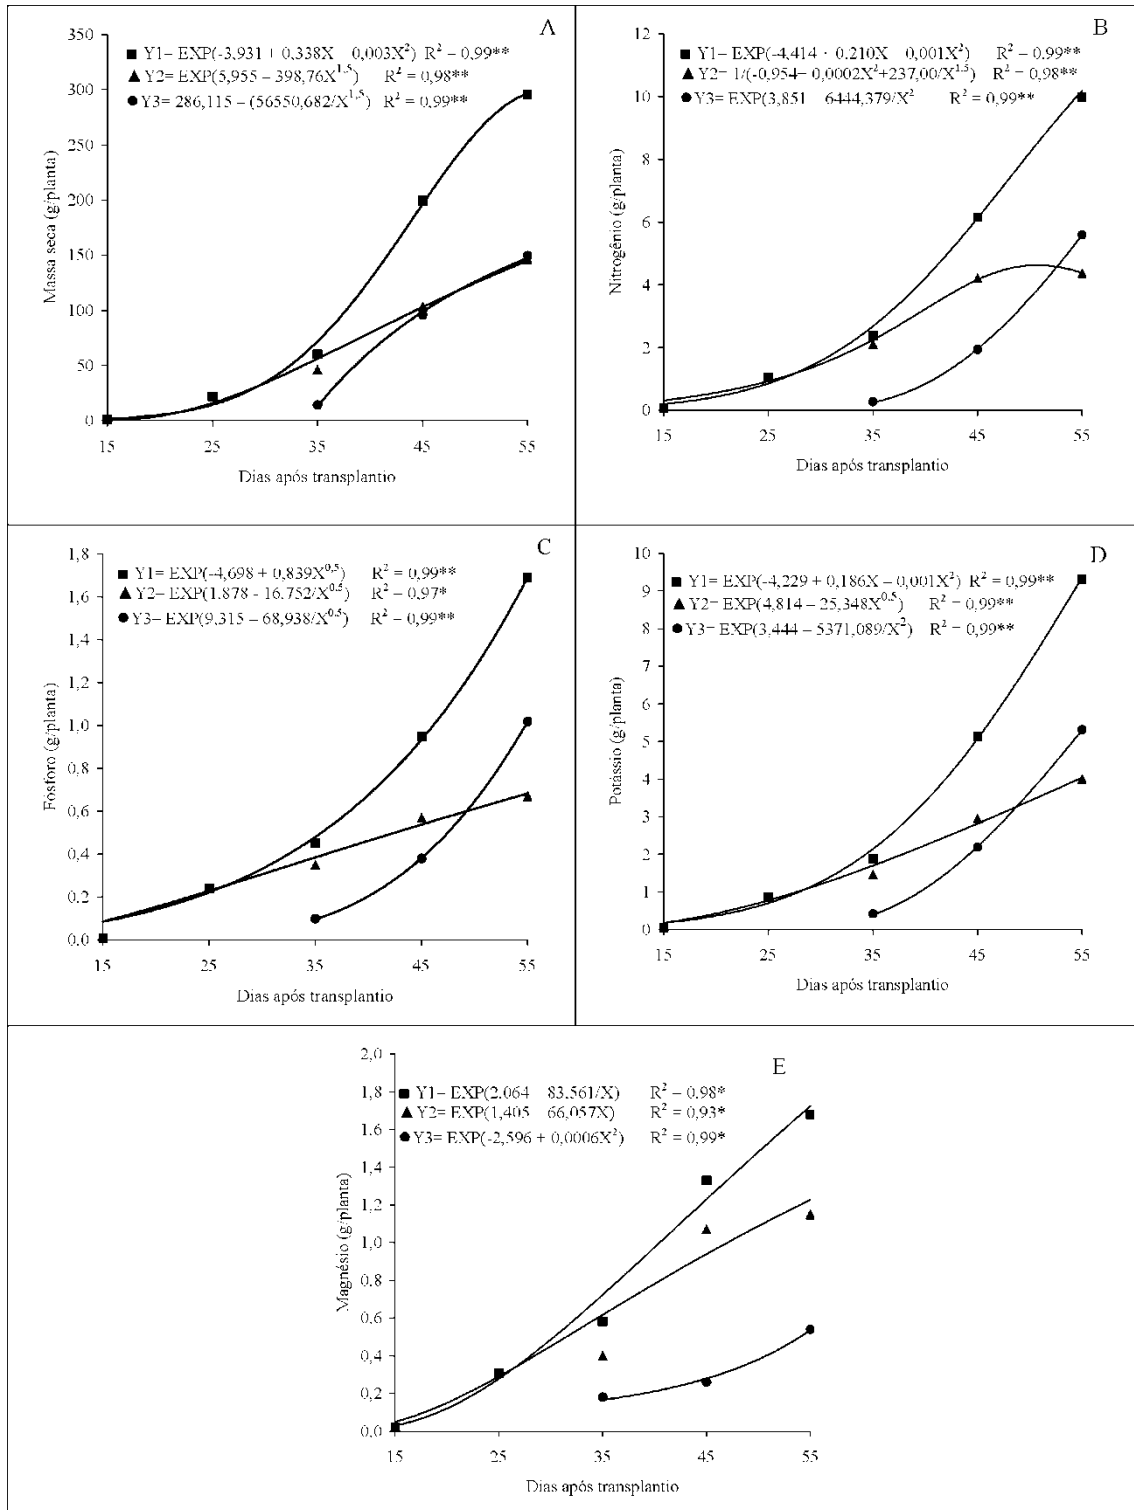 A
350
300
250
200
150
100
50
0
Massa seca (g/planta)
Y1= EXP(-3,931 + 0,338X 0,003X²) R² = 0,99**
Y2= EXP(5,955 – 398,76X¹,⁵) R² = 0,98**
Y3= 286,115 – (56550,682/X¹,⁵) R² = 0,99**
15 25 35 45 55
Dias após transplantio
B
12
10
8
6
4
2
0
Nitrogênio (g/planta)
Y1= EXP(-4,414 + 0,210X 0,001X²) R² = 0,99**
Y2= 1/(-0,954+0,0002X²+237,00/X¹,⁵) R² = 0,98**
Y3= EXP(3,851 6444,379/X² R² = 0,99**
15 25 35 45 55
Dias após transplantio
C
1,8
1,6
1,4
1,2
1,0
0,8
0,6
0,4
0,2
0,0
Fósforo (g/planta)
Y1= EXP(-4,698 + 0,839X⁰,⁵) R² = 0,99**
Y2= EXP(1.878 - 16.752/X⁰.⁵) R² = 0.97*
Y3= EXP(9,315 – 68,938/X⁰,⁵) R² = 0,99**
15 25 35 45 55
Dias após transplantio
D
10
9
8
7
6
5
4
3
2
1
0
Potássio (g/planta)
Y1= EXP(-4,229 + 0,186X – 0,001X²) R² = 0,99**
Y2= EXP(4,814 – 25,348X⁰,⁵) R² = 0,99**
Y3= EXP(3,444 – 5371,089/X²) R² = 0,99**
15 25 35 45 55
Dias após transplantio
E
2,0
1,8
1,6
1,4
1,2
1,0
0,8
0,6
0,4
0,2
0,0
Magnésio (g/planta)
Y1= EXP(2.064 83.561/X) R² = 0.98*
Y2= EXP(1,405 66,057X) R² = 0,93*
Y3= EXP(-2,596 + 0,0006X²) R² = 0,99*
15 25 35 45 55
Dias após transplantio